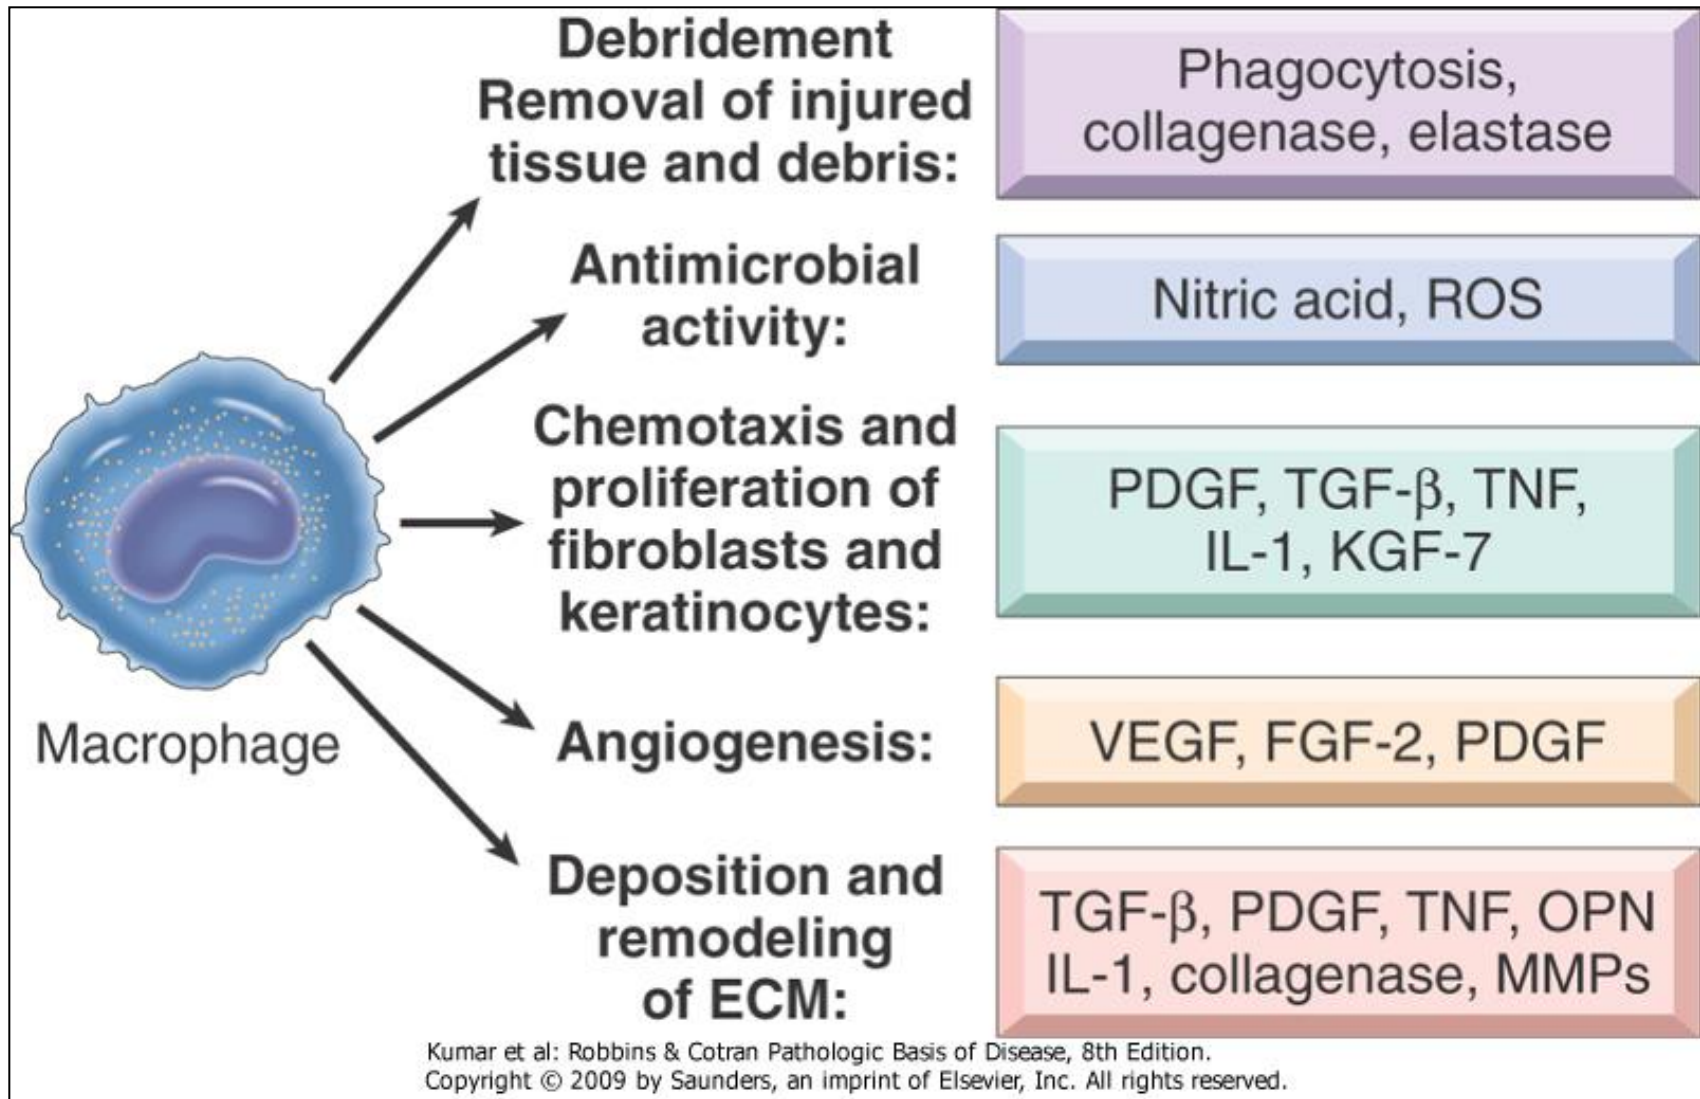 Debridement
Removal of injured
tissue and debris:
Phagocytosis,
collagenase, elastase
Antimicrobial
activity:
Nitric acid, ROS
Chemotaxis and
proliferation of
fibroblasts and
keratinocytes:
PDGF, TGF-β, TNF,
IL-1, KGF-7
Macrophage
Angiogenesis:
VEGF, FGF-2, PDGF
Deposition and
remodeling
of ECM:
TGF-β, PDGF, TNF, OPN
IL-1, collagenase, MMPs
Kumar et al: Robbins & Cotran Pathologic Basis of Disease, 8th Edition.
Copyright © 2009 by Saunders, an imprint of Elsevier, Inc. All rights reserved.